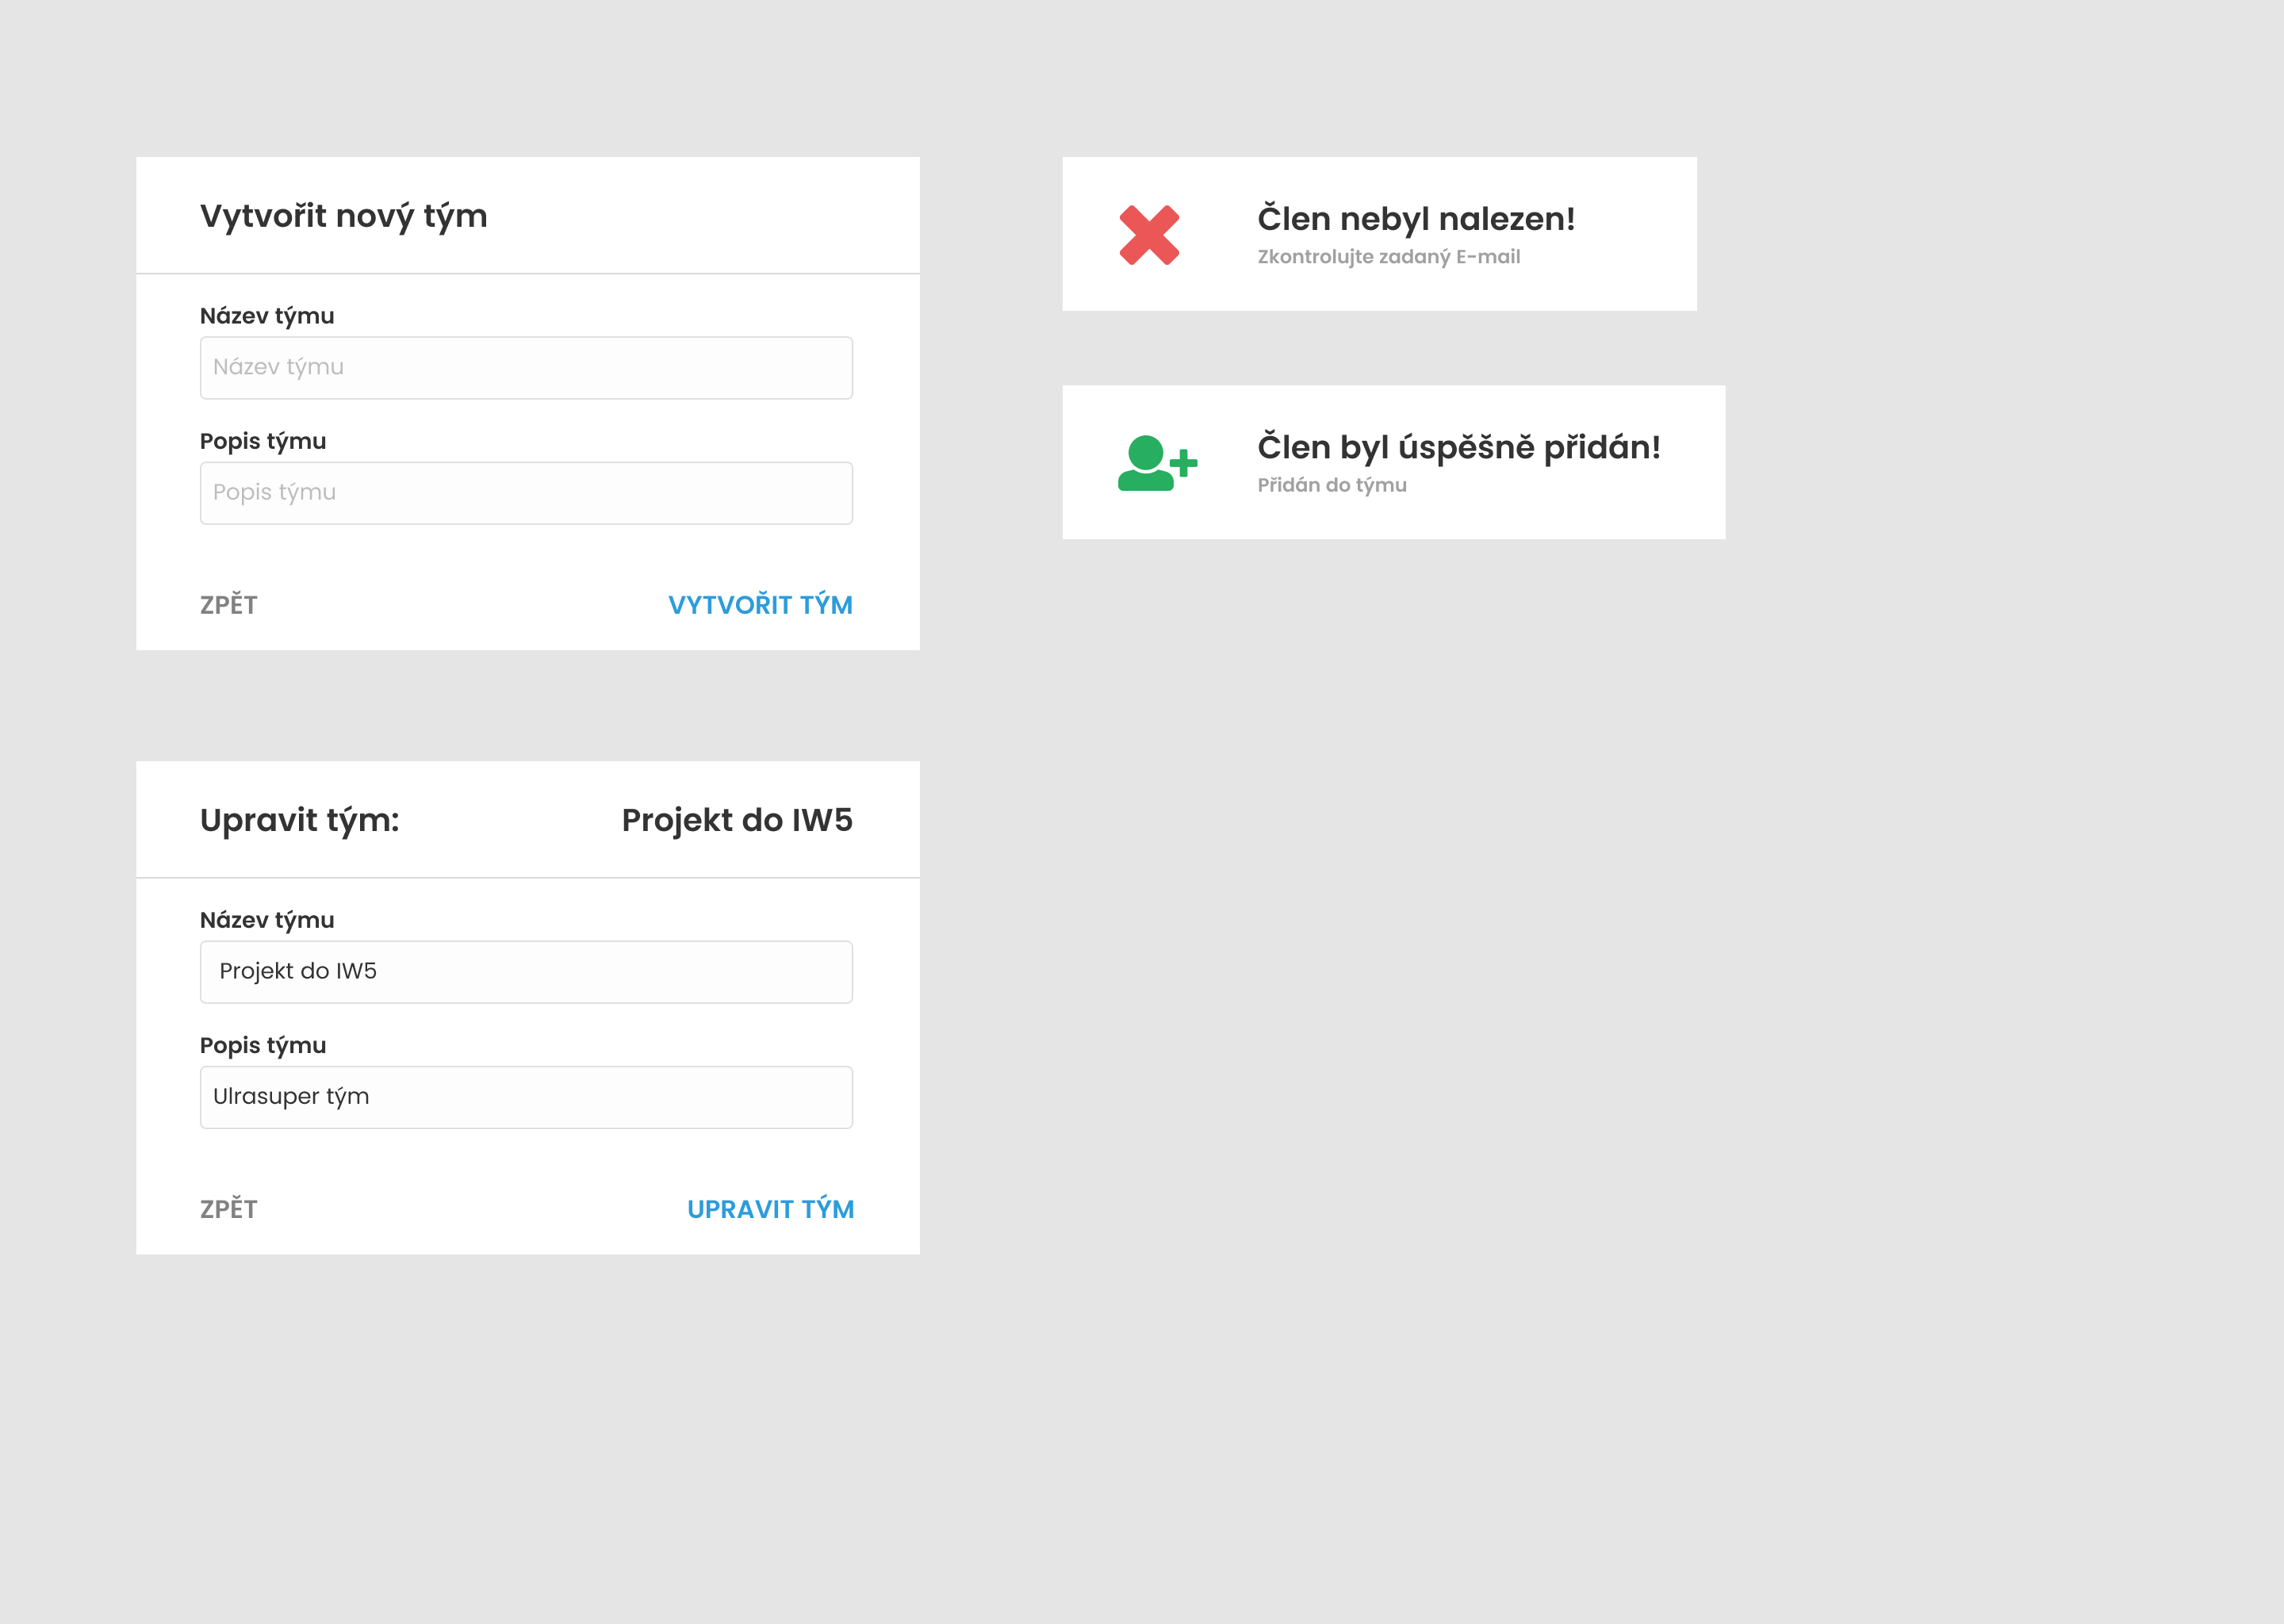 Vytvořit nový tým
Název týmu
Název týmu
Popis týmu
Popis týmu
ZPĚT VYTVOŘIT TÝM
Upravit tým: Projekt do IW5
Název týmu
Projekt do IW5
Popis týmu
Ulrasuper tým
ZPĚT UPRAVIT TÝM
Člen nebyl nalezen!
Zkontrolujte zadaný E-mail
Člen byl úspěšně přidán!
Přidán do týmu